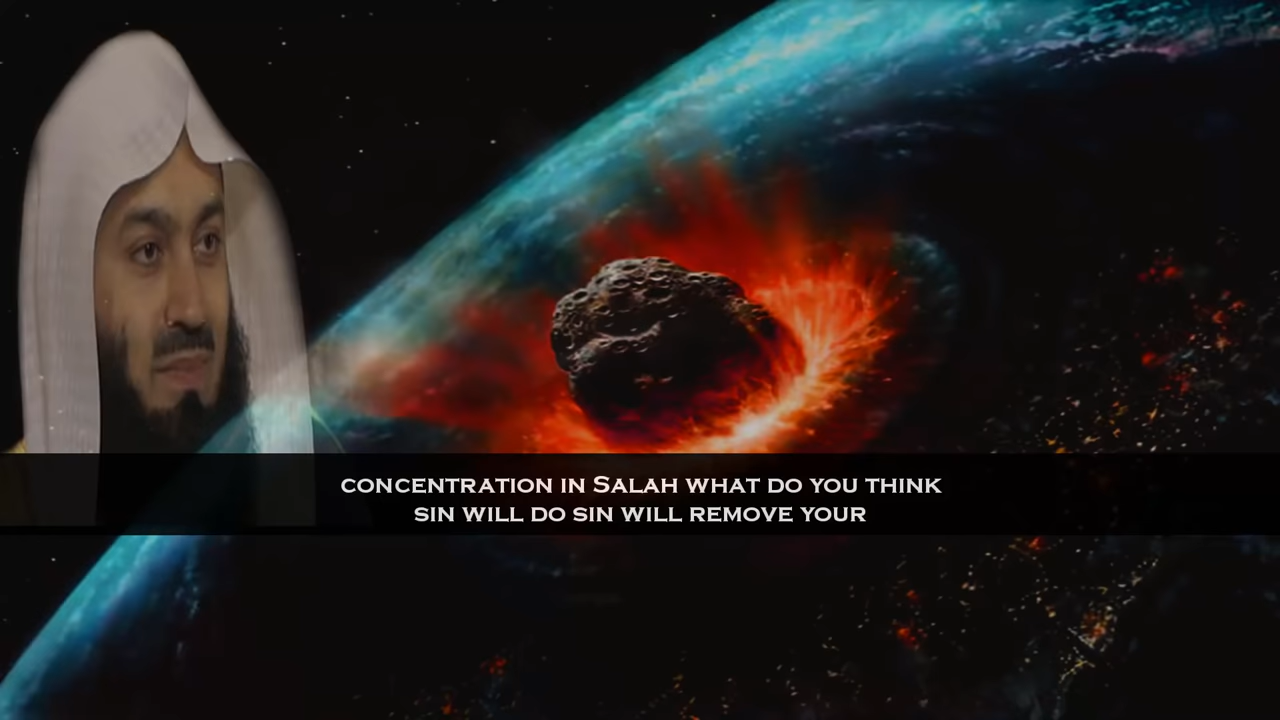 CONCENTRATION IN SALAH WHAT DO YOU THINK
SIN WILL DO SIN WILL REMOVE YOUR